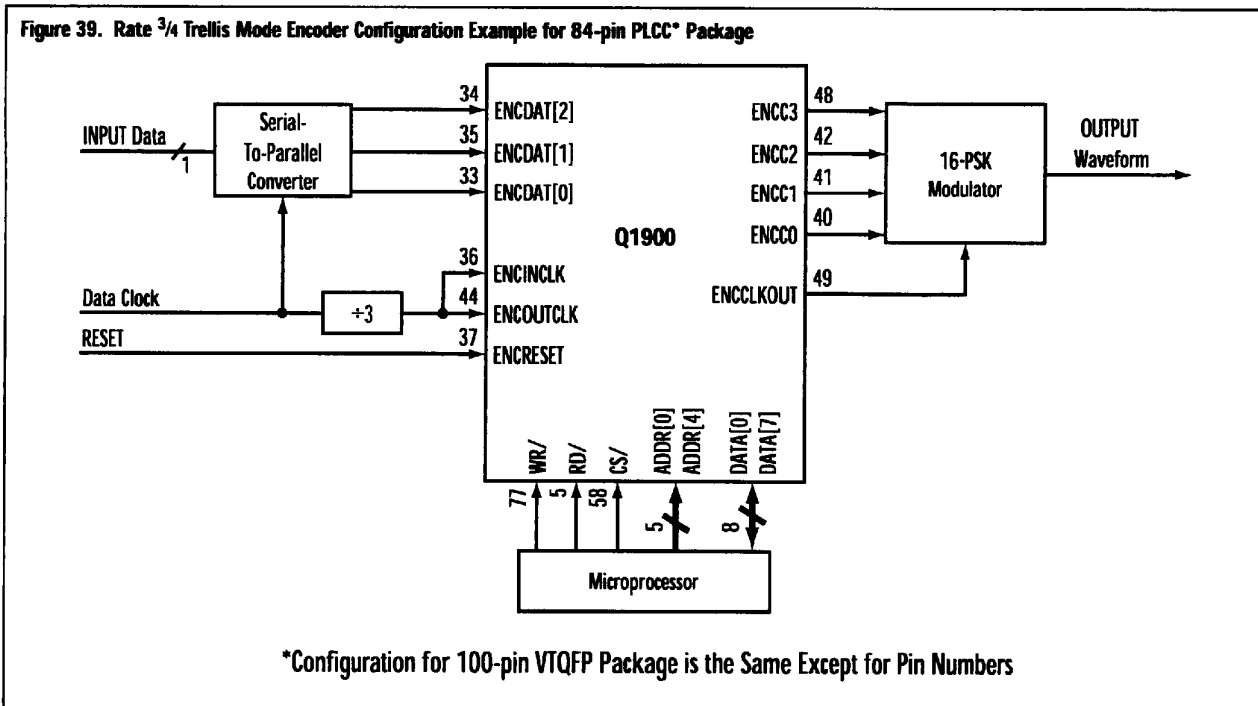 Figure 39. Rate 3/4 Trellis Mode Encoder Configuration Example for 84-pin PLCC* Package
INPUT Data
1
Serial-
To-Parallel
Converter
34
ENCDAT[2]
35
ENCDAT[1]
33
ENCDAT[0]
36
ENCINCLK
44
ENCOUTCLK
37
ENCRESET
Data Clock
÷3
RESET
Q1900
ENCC3
48
ENCC2
42
ENCC1
41
ENCC0
40
ENCCLKOUT
49
16-PSK
Modulator
OUTPUT
Waveform
WR/
RD/
CS/
ADDR[0]
ADDR[4]
DATA[0]
DATA[7]
77
5
58
5
8
Microprocessor
*Configuration for 100-pin VTQFP Package is the Same Except for Pin Numbers